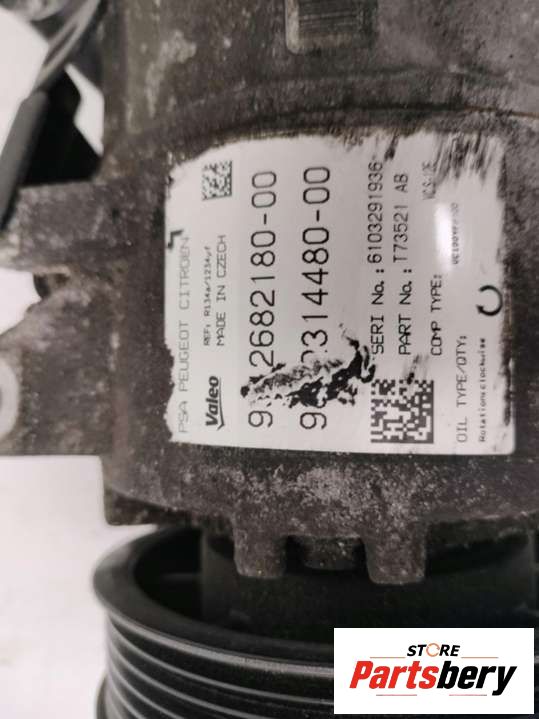 PSA PEUGEOT CITROEN
Valeo
REF: R134a/1234yf
MADE IN CZECH
2682180-00
314480-00
SERI No.: 6103291936
PART No.: T73521 AB
COMP TYPE:
OIL TYPE/QTY:
Rotation:clockwise
STORE
Partsbery